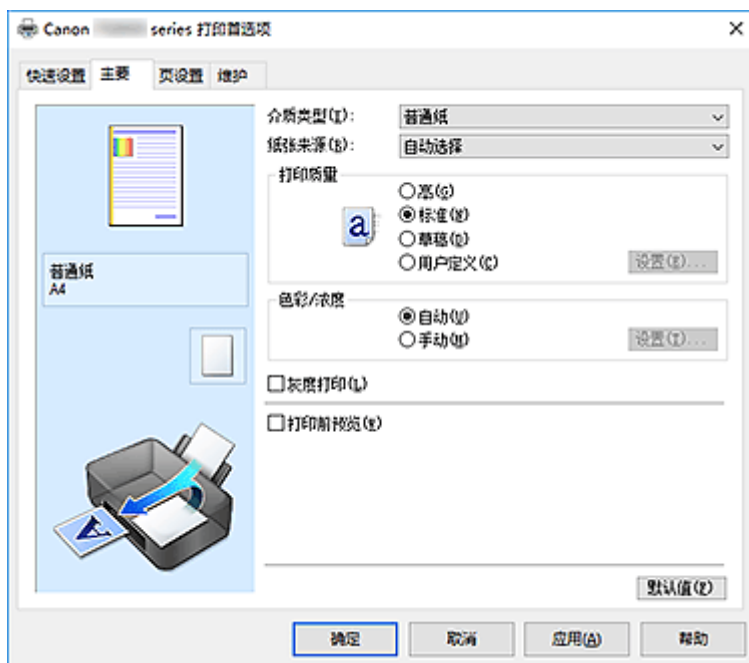 Canon series 打印首选项
快速设置 主要 页设置 维护
介质类型(I): 普通纸
纸张来源(B): 自动选择
打印质量
高(G)
a
标准(N)
草稿(D)
用户定义(C) 设置(E)...
普通纸
A4
色彩/浓度
自动(U)
手动(M) 设置(T)...
灰度打印(L)
打印前预览(V)
A
默认值(F)
确定 取消 应用(A) 帮助